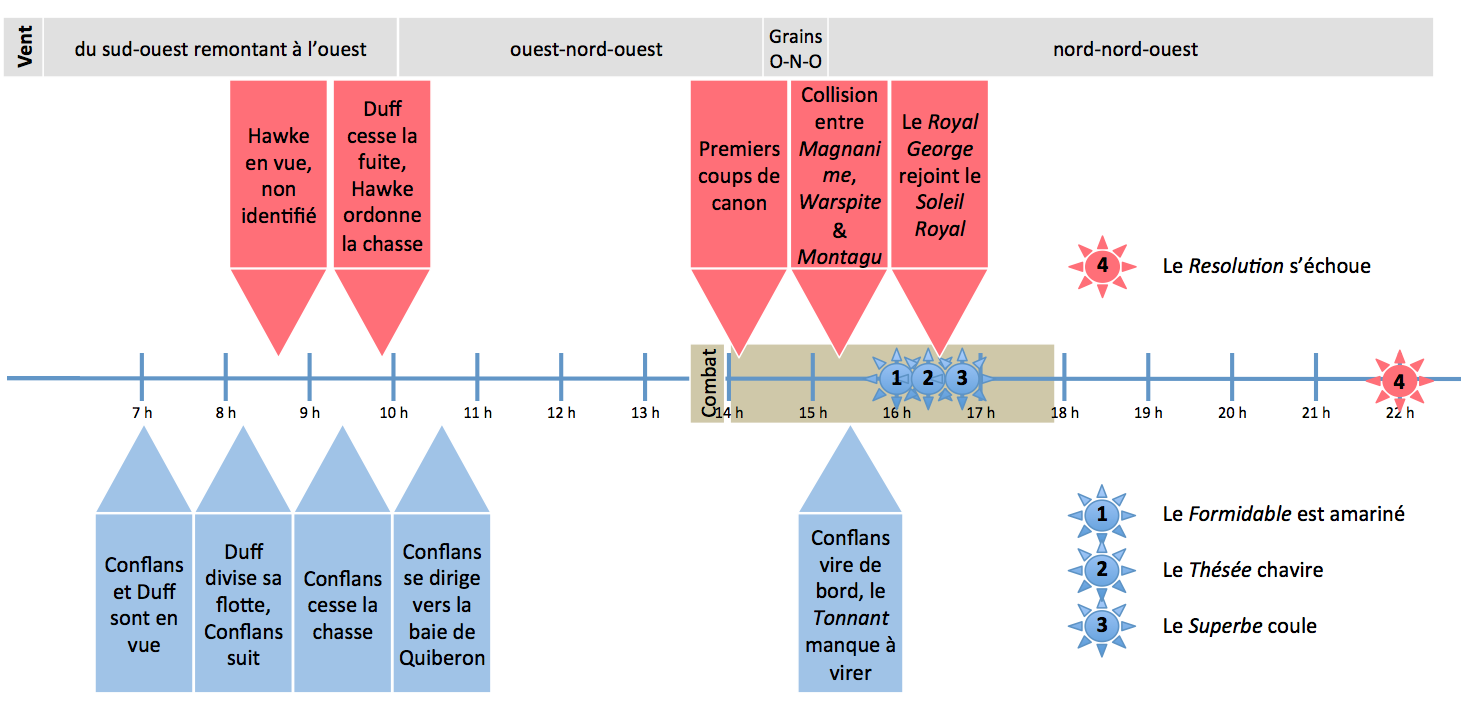 Vent
du sud-ouest remontant à l’ouest
ouest-nord-ouest
Grains
O-N-O
nord-nord-ouest
Hawke
en vue,
non
identifié
Duff
cesse la
fuite,
Hawke
ordonne
la chasse
Premiers
coups de
canon
Collision
entre
Magnani
me,
Warspite
&
Montagu
Le Royal
George
rejoint le
Soleil
Royal
4
Le Resolution s’échoue
Combat
1
2
3
4
7 h
8 h
9 h
10 h
11 h
12 h
13 h
14 h
15 h
16 h
17 h
18 h
19 h
20 h
21 h
22 h
Conflans
et Duff
sont en
vue
Duff
divise sa
flotte,
Conflans
suit
Conflans
cesse la
chasse
Conflans
se dirige
vers la
baie de
Quiberon
Conflans
vire de
bord, le
Tonnant
manque à
virer
1
Le Formidable est amariné
2
Le Thésée chavire
3
Le Superbe coule